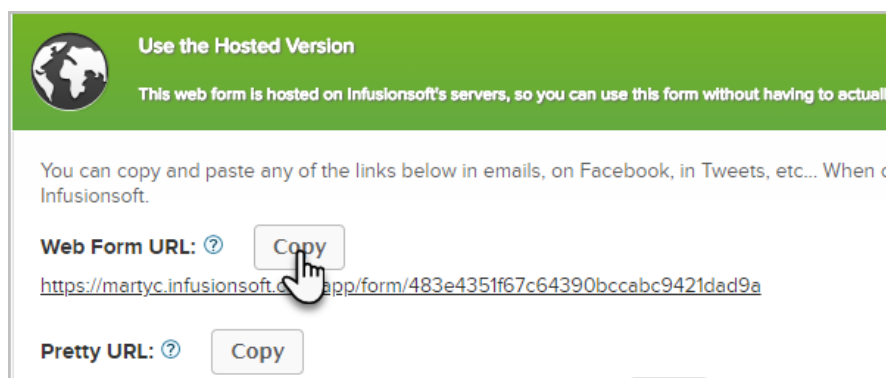 Use the Hosted Version
This web form is hosted on Infusionsoft's servers, so you can use this form without having to
You can copy and paste any of the links below in emails, on Facebook, in Tweets, etc... When
Infusionsoft.
Web Form URL: ? Copy
https://martyc.infusionsoft. app/form/483e4351f67c64390bccabc9421dad9a
Pretty URL: ? Copy